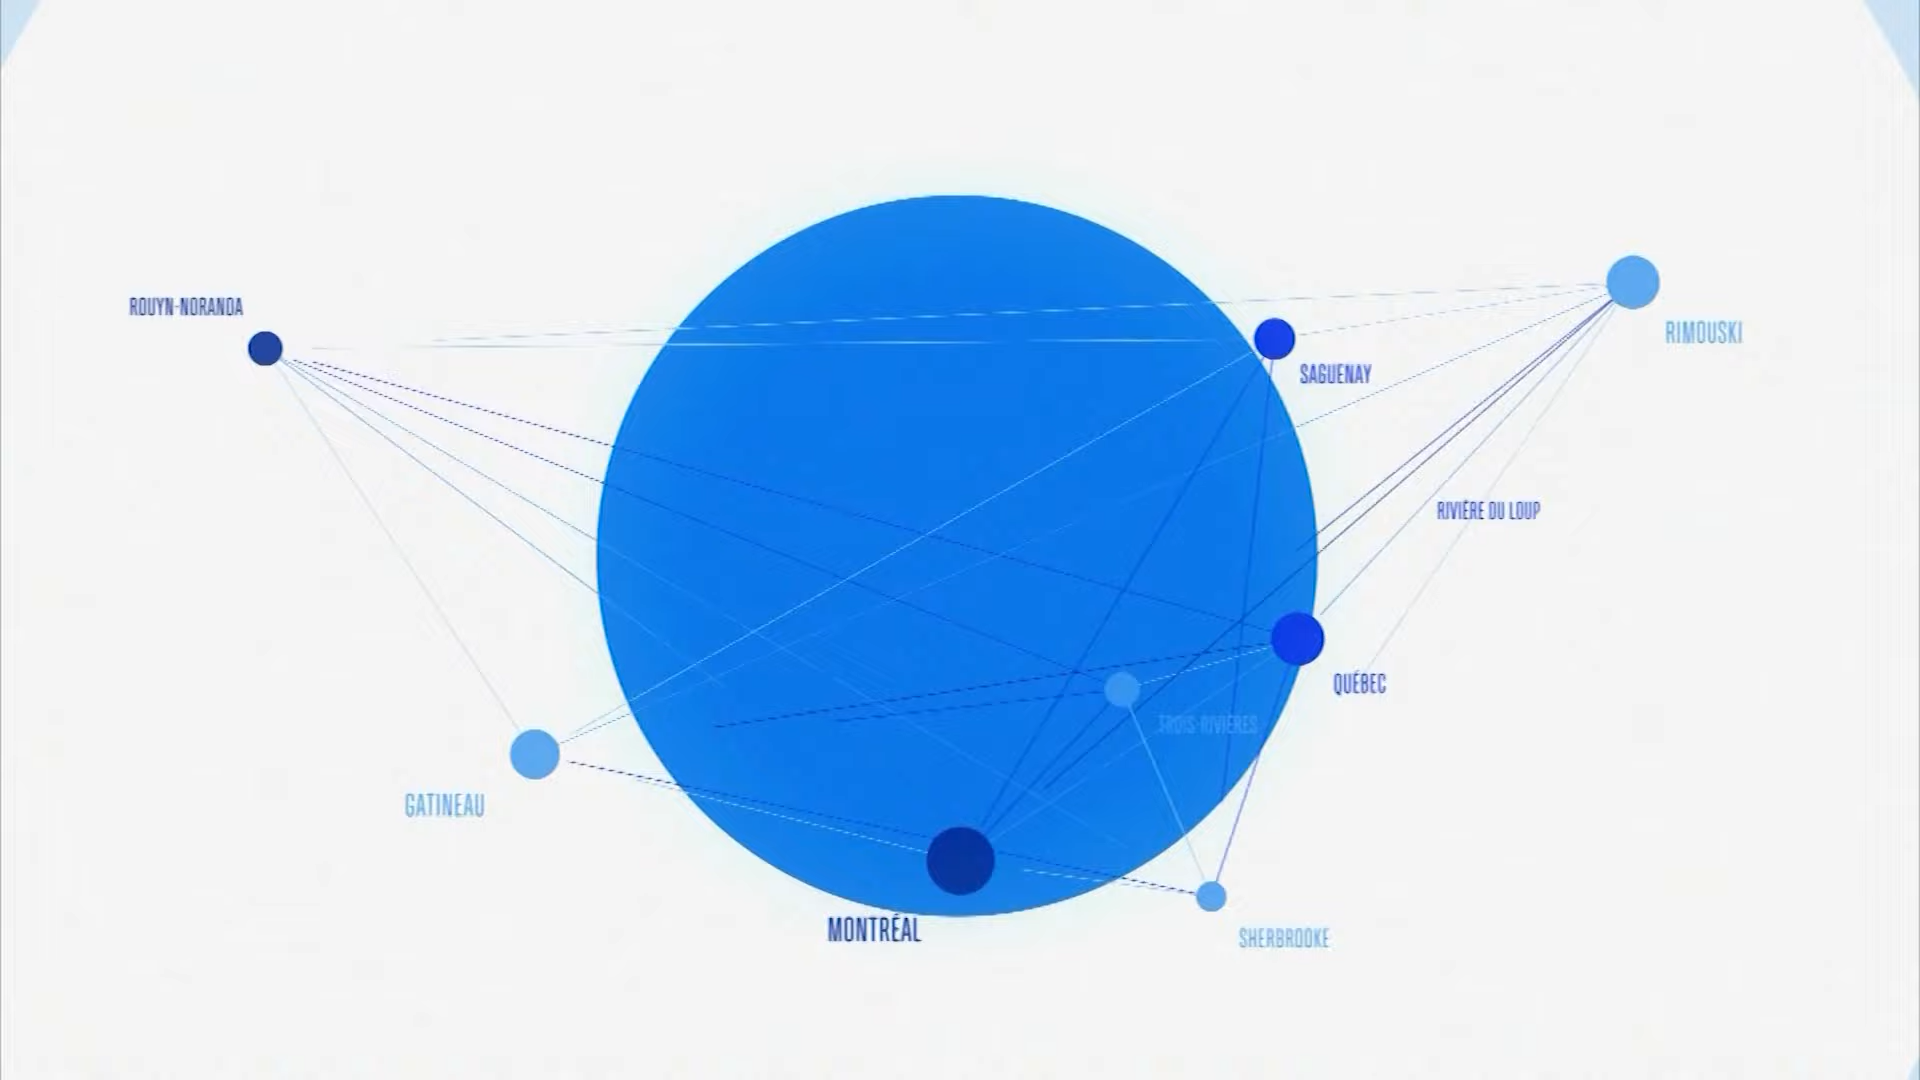 ROUYN-NORANDA
RIMOUSKI
SAGUENAY
RIVIÈRE DU LOUP
QUÉBEC
TROIS-RIVIÈRES
GATINEAU
MONTRÉAL
SHERBROOKE